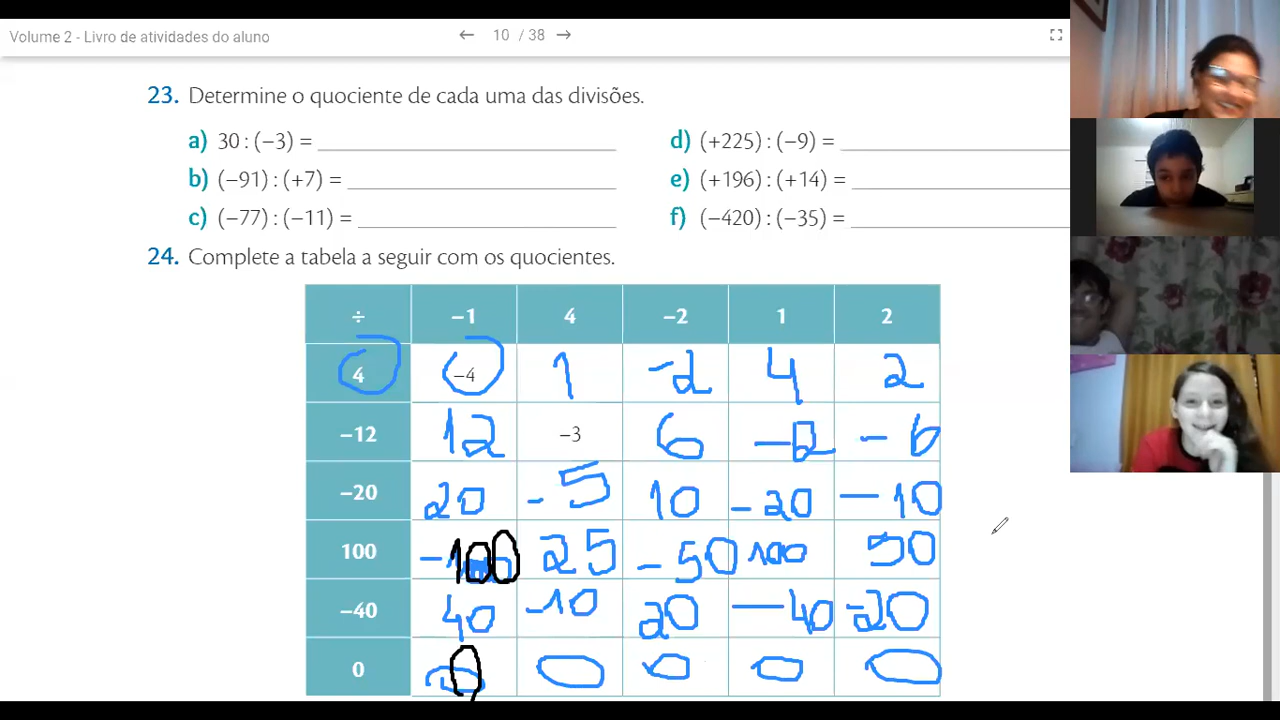 Volume 2 - Livro de atividades do aluno
← 10 / 38 →
23. Determine o quociente de cada uma das divisões.
a) 30 : (−3) =
d) (+225) : (−9) =
b) (−91) : (+7) =
e) (+196) : (+14) =
c) (−77) : (−11) =
f) (−420) : (−35) =
24. Complete a tabela a seguir com os quocientes.
÷ −1 4 −2 1 2
4 −4 1 −2 4 2
−12 12 −3 6 − 2 − 6
−20 20 - 5 10 - 20 - 10
100 -100 25 - 50 100 50
−40 40 -10 20 - 40 -20
0 0 0 0 0 0